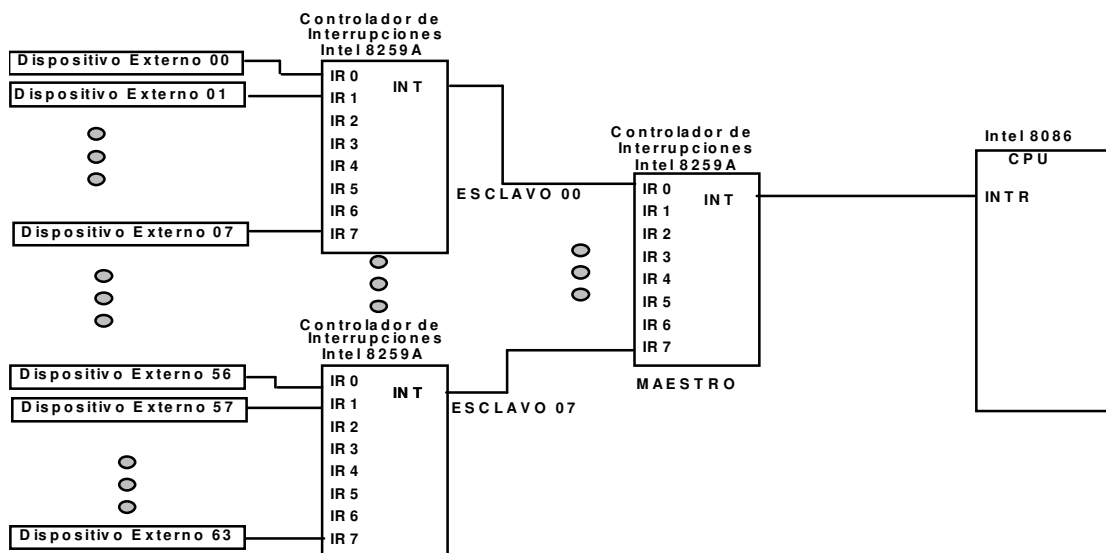 Controlador de
Interrupciones
Intel 8259A
Dispositivo Externo 00
Dispositivo Externo 01
Dispositivo Externo 07
IR 0
IR 1
IR 2
IR 3
IR 4
IR 5
IR 6
IR 7
INT
ESCLAVO 00
Controlador de
Interrupciones
Intel 8259A
IR 0
IR 1
IR 2
IR 3
IR 4
IR 5
IR 6
IR 7
INT
MAESTRO
Intel 8086
CPU
INTR
Controlador de
Interrupciones
Intel 8259A
Dispositivo Externo 56
Dispositivo Externo 57
Dispositivo Externo 63
IR 0
IR 1
IR 2
IR 3
IR 4
IR 5
IR 6
IR 7
INT
ESCLAVO 07